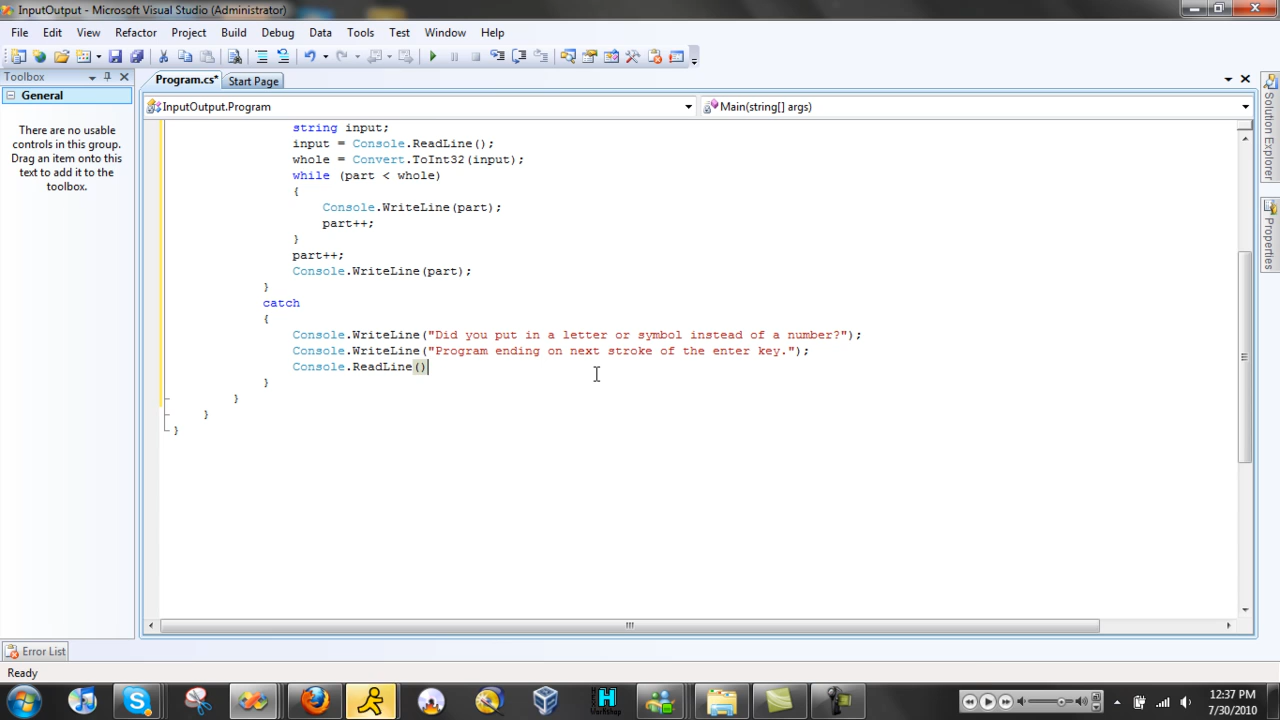 InputOutput - Microsoft Visual Studio (Administrator)
File Edit View Refactor Project Build Debug Data Tools Test Window Help
Toolbox
Program.cs* Start Page
General
InputOutput.Program Main(string[] args)
There are no usable
controls in this group.
Drag an item onto this
text to add it to the
toolbox.
string input;
input = Console.ReadLine();
whole = Convert.ToInt32(input);
while (part < whole)
{
Console.WriteLine(part);
part++;
}
part++;
Console.WriteLine(part);
}
catch
{
Console.WriteLine("Did you put in a letter or symbol instead of a number?");
Console.WriteLine("Program ending on next stroke of the enter key.");
Console.ReadLine()
}
}
}
}
Solution Explorer
Properties
Error List
Ready
H
Workshop
12:37 PM
7/30/2010